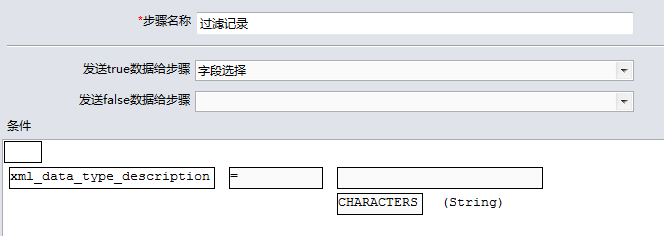 *步骤名称 过滤记录
发送true数据给步骤 字段选择
发送false数据给步骤
条件
xml_data_type_description =
CHARACTERS (String)